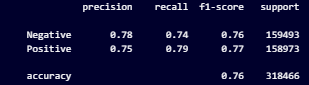 precision recall f1-score support
Negative 0.78 0.74 0.76 159493
Positive 0.75 0.79 0.77 158973
accuracy 0.76 318466